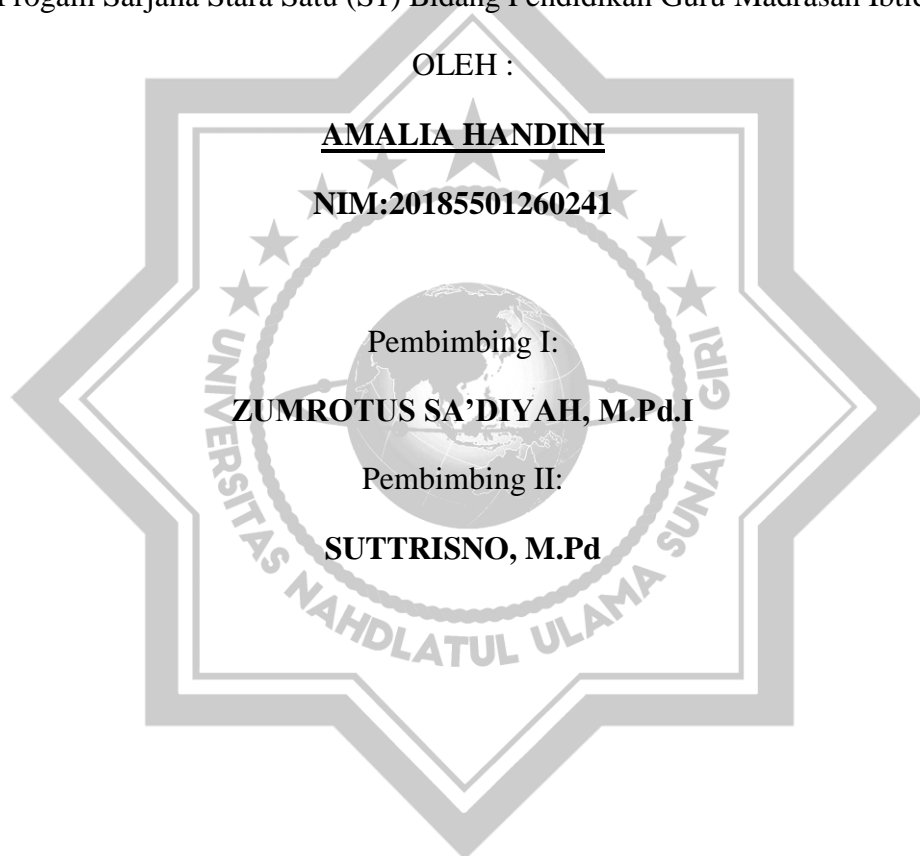 Progam Sarjana Stara Satu (S1) Bidang Pendidikan Guru Madrasah
OLEH :
AMALIA HANDINI
NIM:20185501260241
Pembimbing I:
ZUMROTUS SA’DIYAH, M.Pd.I
Pembimbing II:
SUTTRISNO, M.Pd
UNIVERSITAS NAHDLATUL ULAMA SUNAN GIRI